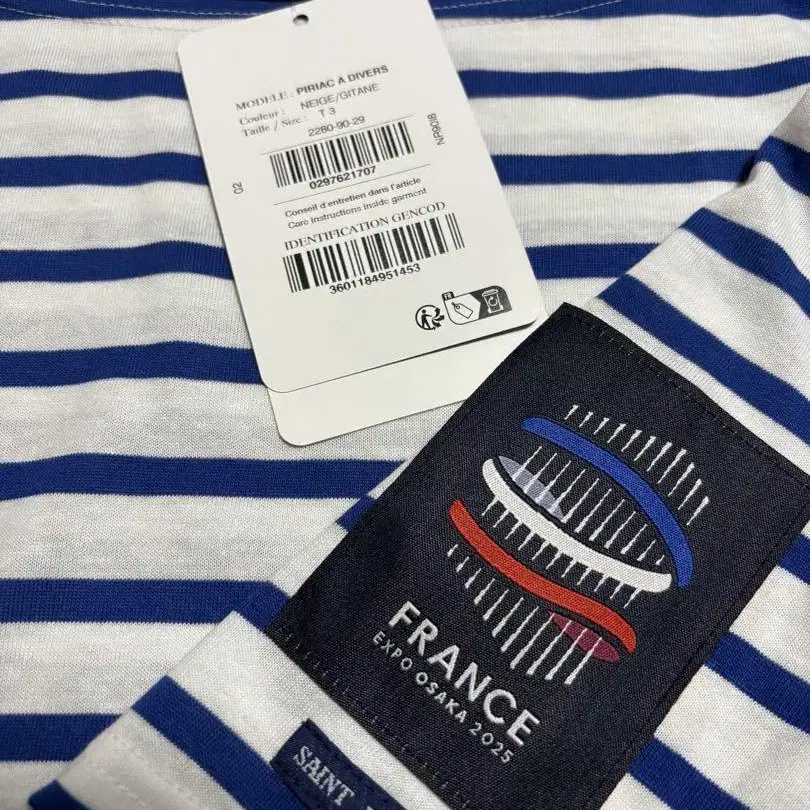 MODELE : PIRIAC A DIVERS
Couleur : NEIGE/GITANE
Taille / Size : T 3
2280-90-29
0297621707
NP908
02
Conseil d'entretien dans l'article
Care instructions inside garment
IDENTIFICATION GENCOD
3601184951453
FR
FRANCE
EXPO OSAKA 2025
SAINT